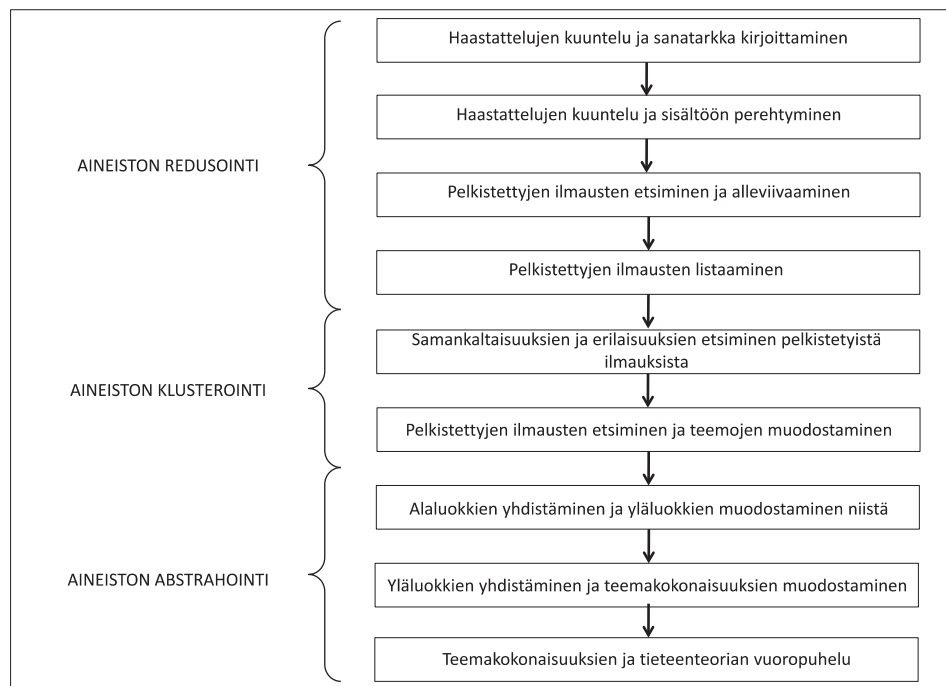 Haastattelujen kuuntelu ja sanatarkka kirjoittaminen
Haastattelujen kuuntelu ja sisältöön perehtyminen
AINEISTON REDUSOINTI
Pelkistettyjen ilmausten etsiminen ja alleviivaaminen
Pelkistettyjen ilmausten listaaminen
Samankaltaisuuksien ja erilaisuuksien etsiminen pelkistetyistä
ilmauksista
AINEISTON KLUSTEROINTI
Pelkistettyjen ilmausten etsiminen ja teemojen muodostaminen
Alaluokkien yhdistäminen ja yläluokkien muodostaminen niistä
AINEISTON ABSTRAHOINTI
Yläluokkien yhdistäminen ja teemakokonaisuuksien muodostaminen
Teemakokonaisuuksien ja tieteenteorian vuoropuhelu